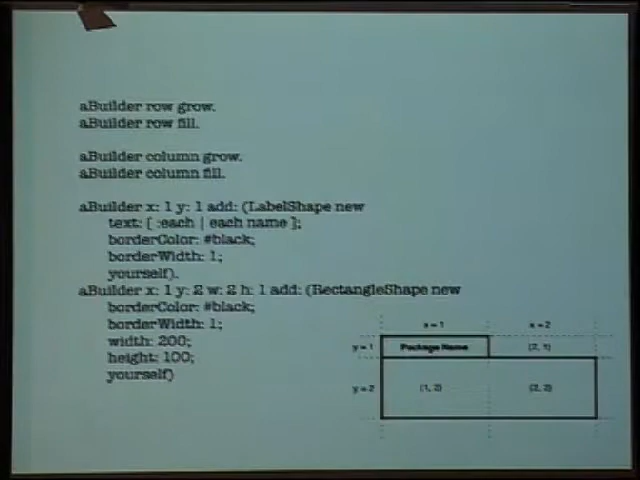 aBuilder row grow.
aBuilder row fill.
aBuilder column grow.
aBuilder column fill.
aBuilder x: 1 y: 1 add: (LabelShape new
text: [ :each | each name ];
borderColor: #black;
borderWidth: 1;
yourself).
aBuilder x: 1 y: 2 w: 2 h: 1 add: (RectangleShape new
borderColor: #black;
borderWidth: 1;
width: 200;
height: 100;
yourself)
x = 1 x = 2
y = 1 Package Name (2, 1)
y = 2 (1, 2) (2, 2)